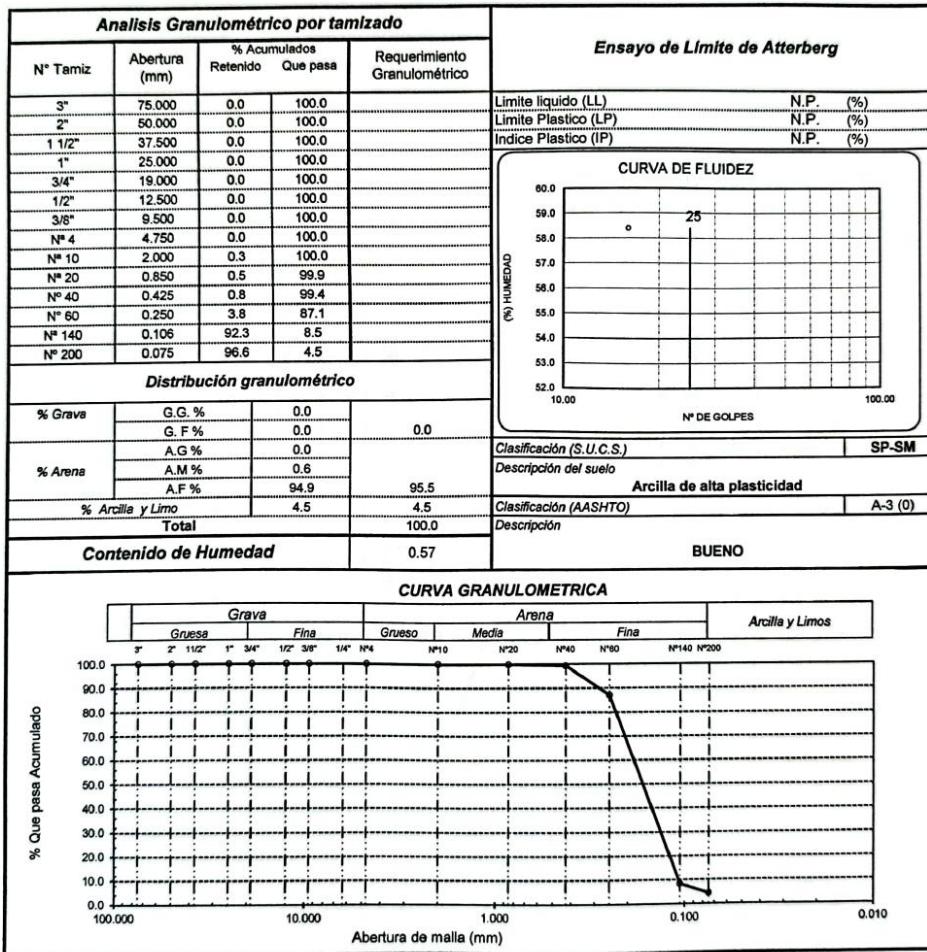 Analisis Granulométrico por tamizado
N° Tamiz Abertura (mm) % Acumulados Retenido Que pasa Requerimiento Granulométrico
3" 75.000 0.0 100.0
2" 50.000 0.0 100.0
1 1/2" 37.500 0.0 100.0
1" 25.000 0.0 100.0
3/4" 19.000 0.0 100.0
1/2" 12.500 0.0 100.0
3/8" 9.500 0.0 100.0
Nª 4 4.750 0.0 100.0
Nª 10 2.000 0.3 100.0
Nª 20 0.850 0.5 99.9
Nº 40 0.425 0.8 99.4
N° 60 0.250 3.8 87.1
Nª 140 0.106 92.3 8.5
Nº 200 0.075 96.6 4.5
Distribución granulométrico
% Grava G.G. % 0.0
G. F % 0.0 0.0
% Arena A.G % 0.0
A.M % 0.6
A.F % 94.9 95.5
% Arcilla y Limo 4.5 4.5
Total 100.0
Contenido de Humedad 0.57
Ensayo de Límite de Atterberg
Limite liquido (LL) N.P. (%)
Limite Plastico (LP) N.P. (%)
Indice Plastico (IP) N.P. (%)
CURVA DE FLUIDEZ
(%) HUMEDAD
60.0
59.0
58.0
57.0
56.0
55.0
54.0
53.0
52.0
25
10.00 100.00
Nº DE GOLPES
Clasificación (S.U.C.S.) SP-SM
Descripción del suelo
Arcilla de alta plasticidad
Clasificación (AASHTO) A-3 (0)
Descripción
BUENO
CURVA GRANULOMETRICA
Grava Arena Arcilla y Limos
Gruesa Fina Grueso Media Fina
3" 2" 11/2" 1" 3/4" 1/2" 3/8" 1/4" Nº4 Nº10 Nº20 Nº40 Nº60 Nº140 Nº200
% Que pasa Acumulado
100.0
90.0
80.0
70.0
60.0
50.0
40.0
30.0
20.0
10.0
0.0
100.000 10.000 1.000 0.100 0.010
Abertura de malla (mm)